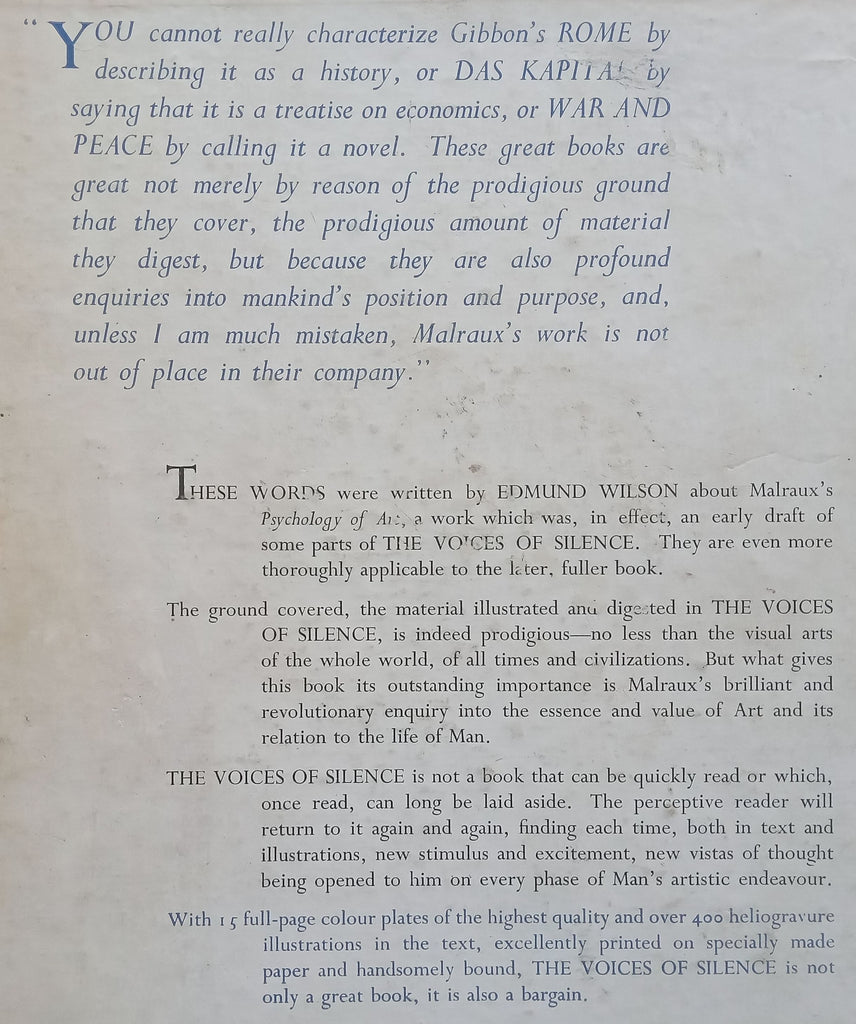 “YOU cannot really characterize Gibbon’s ROME by
describing it as a history, or DAS KAPITAL by
saying that it is a treatise on economics, or WAR AND
PEACE by calling it a novel. These great books are
great not merely by reason of the prodigious ground
that they cover, the prodigious amount of material
they digest, but because they are also profound
enquiries into mankind’s position and purpose, and,
unless I am much mistaken, Malraux’s work is not
out of place in their company.”
THESE WORDS were written by EDMUND WILSON about Malraux’s
Psychology of Art, a work which was, in effect, an early draft of
some parts of THE VOICES OF SILENCE. They are even more
thoroughly applicable to the later, fuller book.
The ground covered, the material illustrated and digested in THE VOICES
OF SILENCE, is indeed prodigious—no less than the visual arts
of the whole world, of all times and civilizations. But what gives
this book its outstanding importance is Malraux’s brilliant and
revolutionary enquiry into the essence and value of Art and its
relation to the life of Man.
THE VOICES OF SILENCE is not a book that can be quickly read or which,
once read, can long be laid aside. The perceptive reader will
return to it again and again, finding each time, both in text and
illustrations, new stimulus and excitement, new vistas of thought
being opened to him on every phase of Man’s artistic endeavour.
With 15 full-page colour plates of the highest quality and over 400 heliogravure
illustrations in the text, excellently printed on specially made
paper and handsomely bound, THE VOICES OF SILENCE is not
only a great book, it is also a bargain.